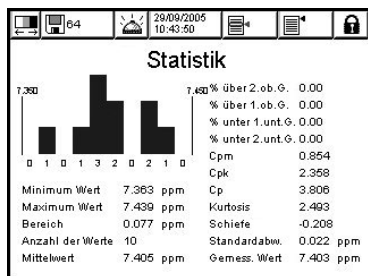 64
29/09/2005
10:43:50
Statistik
7.350
7.450
0 1 0 1 3 2 0 2 1 0
% über 2.ob.G. 0.00
% über 1.ob.G. 0.00
% unter 1.unt.G. 0.00
% unter 2.unt.G. 0.00
Cpm 0.854
Cpk 2.358
Cp 3.806
Kurtosis 2.493
Schiefe -0.208
Standardabw. 0.022 ppm
Gemess. Wert 7.403 ppm
Minimum Wert 7.363 ppm
Maximum Wert 7.439 ppm
Bereich 0.077 ppm
Anzahl der Werte 10
Mittelwert 7.405 ppm